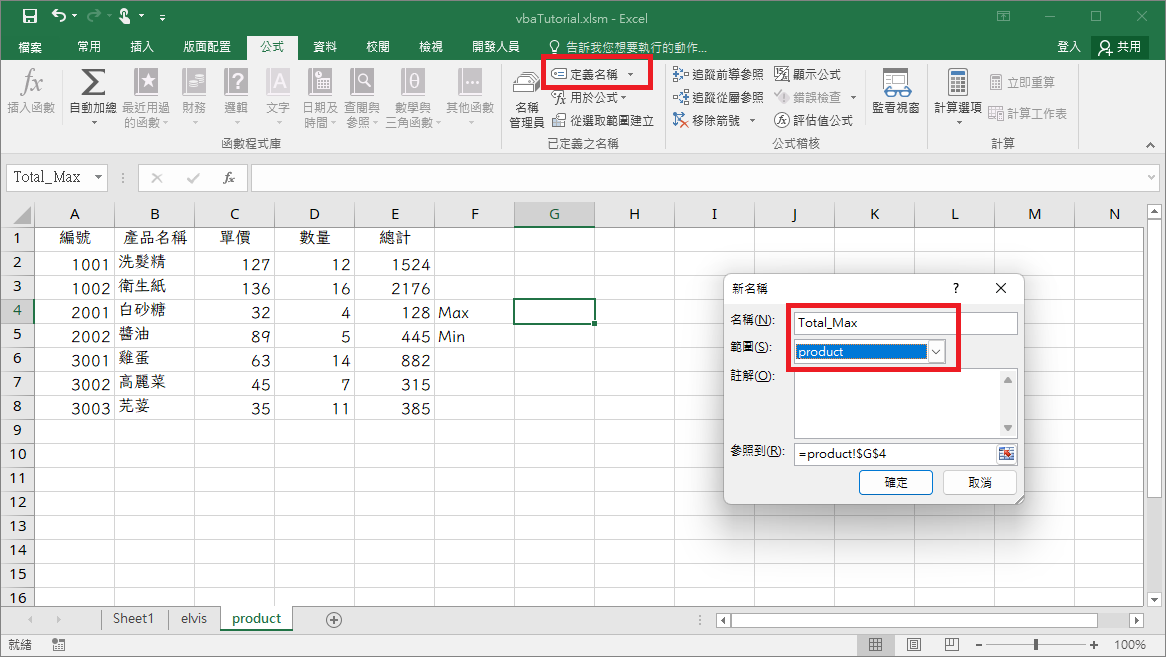 vbaTutorial.xlsm - Excel
檔案 常用 插入 版面配置 公式 資料 校閱 檢視 開發人員 告訴我您想要執行的動作... 登入 共用
fx Σ ? A θ ...
插入函數 自動加總 最近用過的函數 財務 邏輯 文字 日期及時間 查閱與參照 數學與三角函數 其他函數
函數程式庫
名稱管理員
定義名稱
用於公式
從選取範圍建立
已定義之名稱
追蹤前導參照 顯示公式
追蹤從屬參照 錯誤檢查
移除箭號 評估值公式
公式稽核
監看視窗
計算選項
立即重算
計算工作表
計算
Total_Max fx
A B C D E F G H I J K L M N
1 編號 產品名稱 單價 數量 總計
2 1001 洗髮精 127 12 1524
3 1002 衛生紙 136 16 2176
4 2001 白砂糖 32 4 128 Max
5 2002 醬油 89 5 445 Min
6 3001 雞蛋 63 14 882
7 3002 高麗菜 45 7 315
8 3003 芫荽 35 11 385
9
10
11
12
13
14
15
16
新名稱 ?
名稱(N): Total_Max
範圍(S): product
註解(O):
參照到(R): =product!$G$4
確定 取消
Sheet1 elvis product
就緒 100%